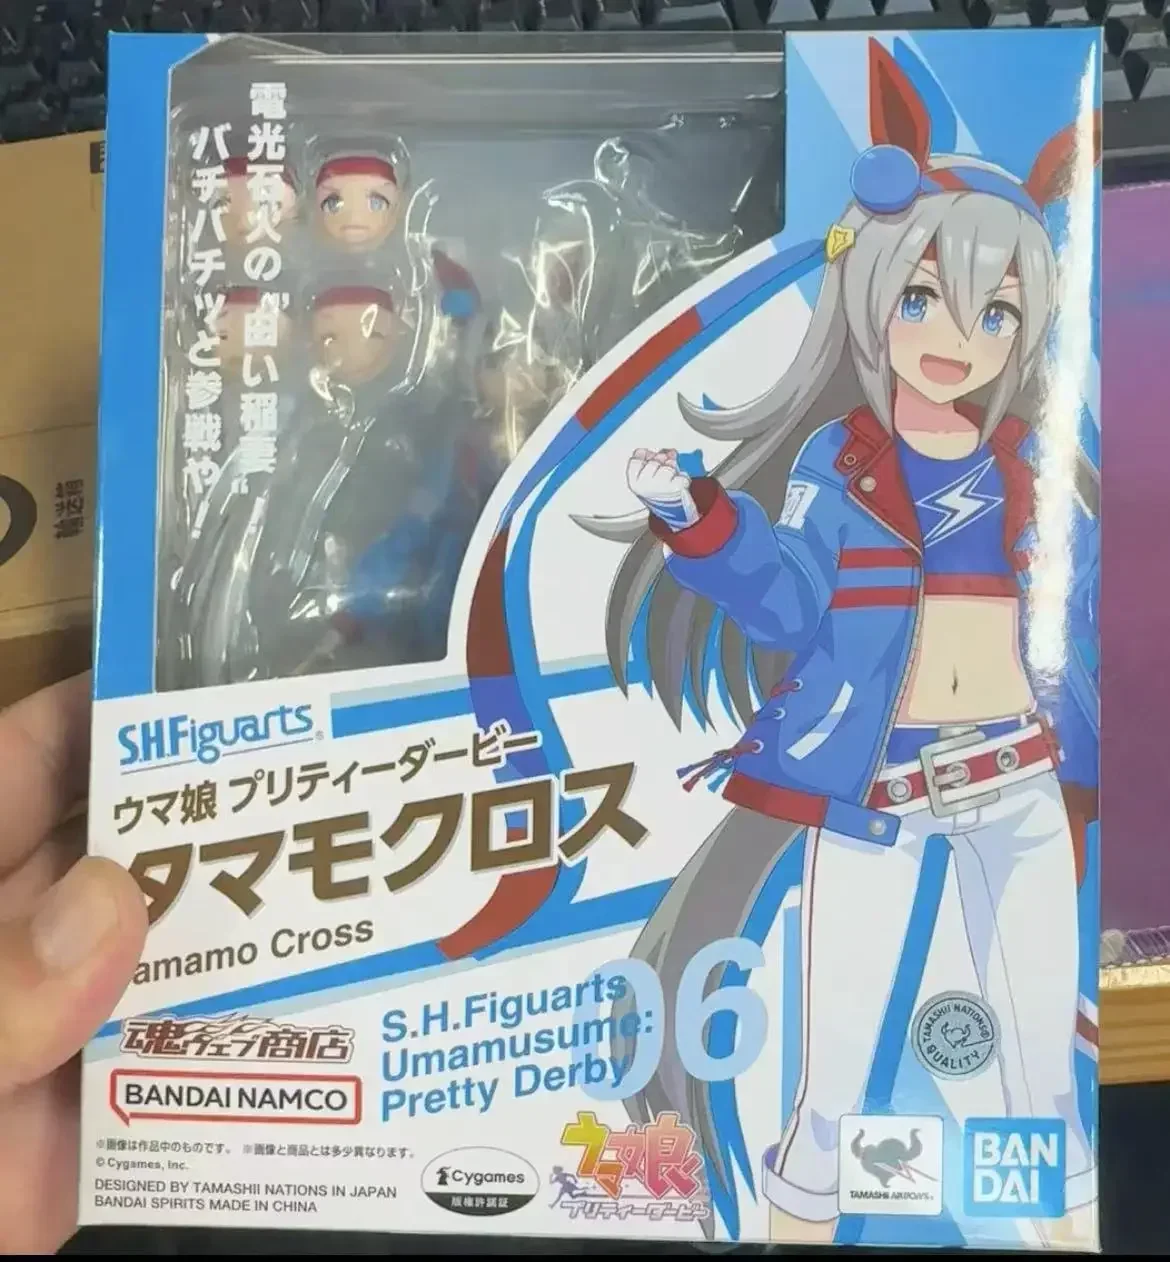 電光石火の“白い稲妻”
バチバチッと参戦や!
S.H.Figuarts®
ウマ娘 プリティーダービー
タマモクロス
amamo Cross
06
S.H.Figuarts
Umamusume:
Pretty Derby
魂ウェブ商店
BANDAI NAMCO
※画像は作品中のものです。 ※画像と商品とは多少異なります。
©Cygames, Inc.
DESIGNED BY TAMASHII NATIONS IN JAPAN
BANDAI SPIRITS MADE IN CHINA
Cygames
版権許諾証
ウマ娘
プリティーダービー
TAMASHII NATIONS
QUALITY
TAMASHII NATIONS
BAN
DAI
輸送用